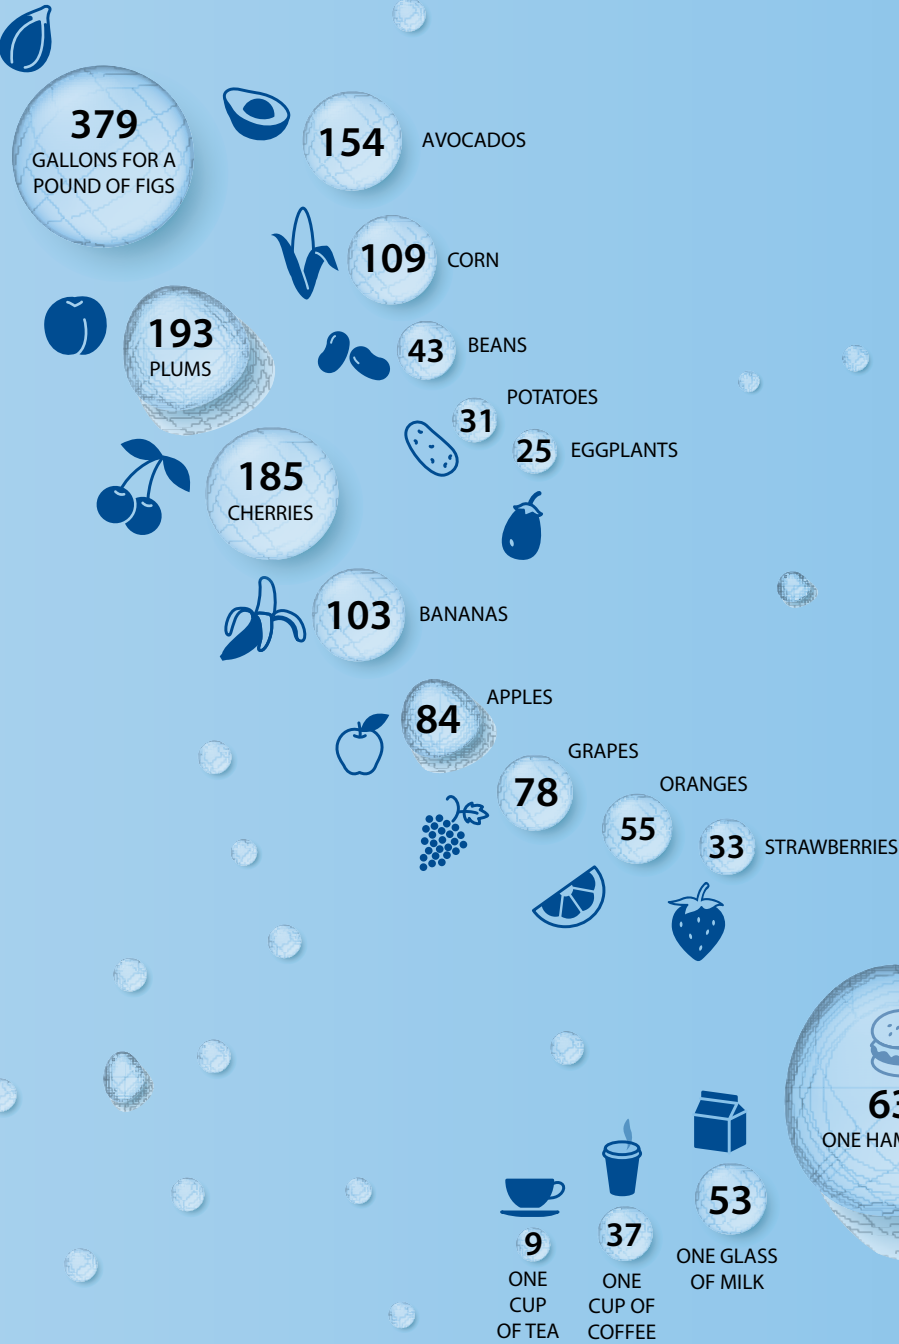 379
GALLONS FOR A
POUND OF FIGS
154
AVOCADOS
109
CORN
193
PLUMS
43
BEANS
POTATOES
31
25
EGGPLANTS
185
CHERRIES
103
BANANAS
APPLES
84
GRAPES
78
ORANGES
55
33
STRAWBERRIES
ONE
53
ONE GLASS
OF MILK
37
ONE
CUP OF
COFFEE
9
ONE
CUP
OF TEA